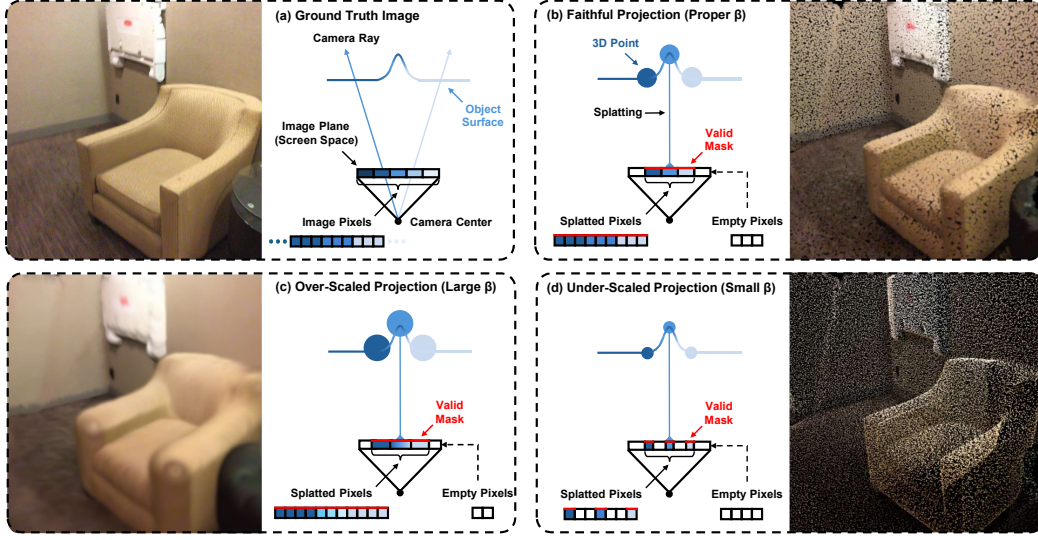 (a) Ground Truth Image
Camera Ray
Object
Surface
Image Plane
(Screen Space)
Image Pixels
Camera Center
(b) Faithful Projection (Proper β)
3D Point
Splatting
Valid
Mask
Splatted Pixels
Empty Pixels
(c) Over-Scaled Projection (Large β)
Valid
Mask
Splatted Pixels
Empty Pixels
(d) Under-Scaled Projection (Small β)
Valid
Mask
Splatted Pixels
Empty Pixels